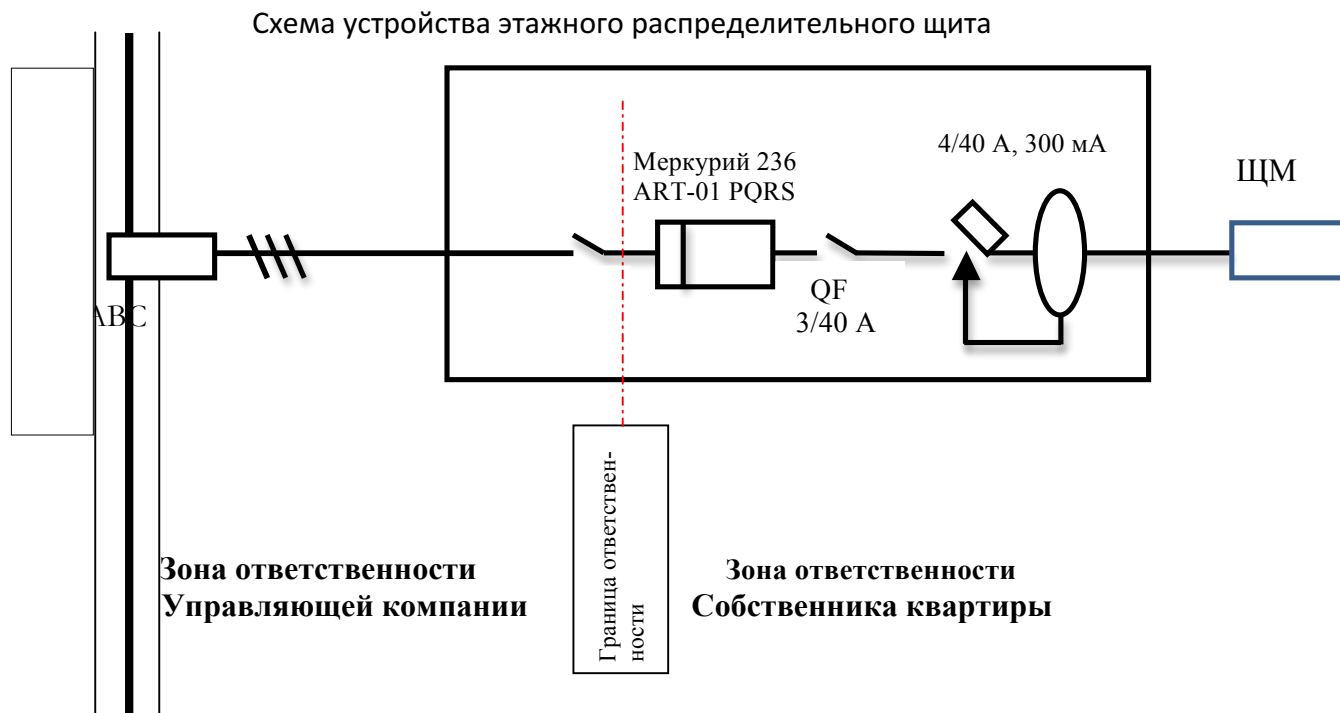 Схема устройства этажного распределительного щита
4/40 А, 300 мА
Меркурий 236
ART-01 PQRS
ЩМ
QF
3/40 А
АВС
Граница ответствен-
ности
Зона ответственности
Управляющей компании
Зона ответственности
Собственника квартиры